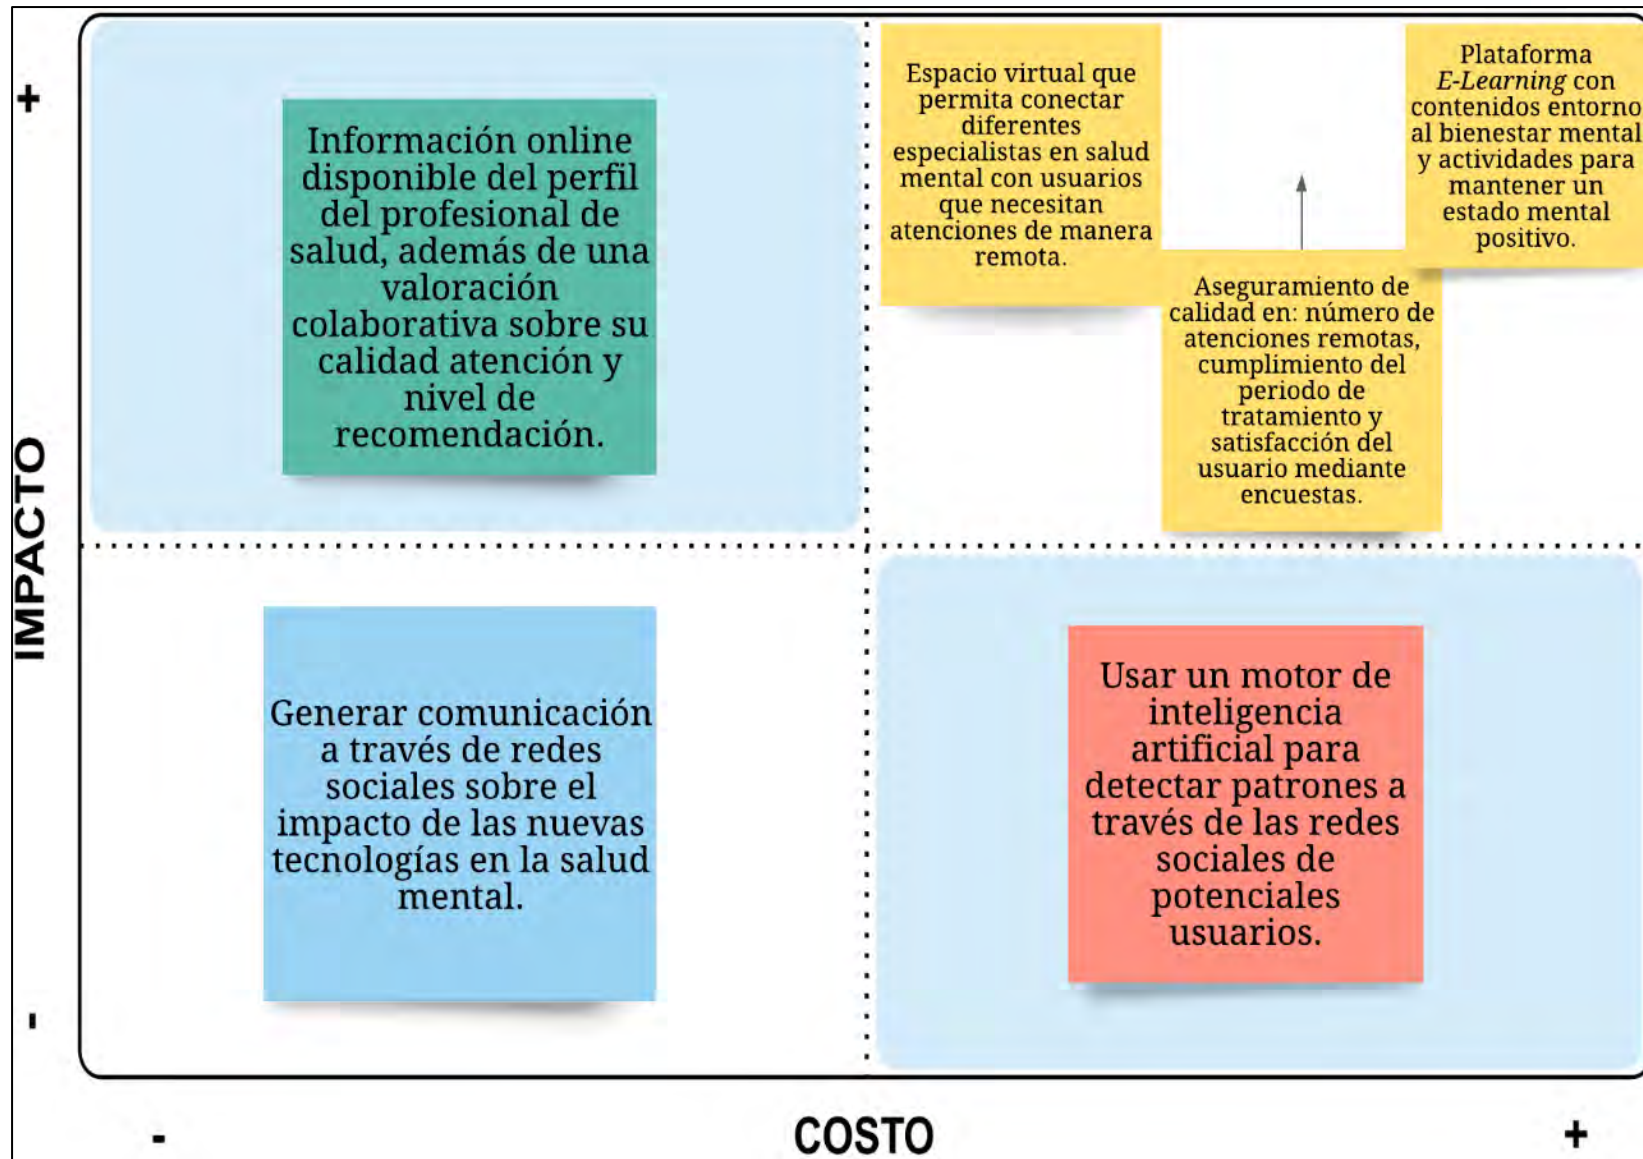 +
IMPACTO
-
Información online
disponible del perfil
del profesional de
salud, además de una
valoración
colaborativa sobre su
calidad atención y
nivel de
recomendación.
Espacio virtual que
permita conectar
diferentes
especialistas en salud
mental con usuarios
que necesitan
atenciones de manera
remota.
Plataforma
E-Learning con
contenidos entorno
al bienestar mental
y actividades para
mantener un
estado mental
positivo.
Aseguramiento de
calidad en: número de
atenciones remotas,
cumplimiento del
periodo de
tratamiento y
satisfacción del
usuario mediante
encuestas.
Generar comunicación
a través de redes
sociales sobre el
impacto de las nuevas
tecnologías en la salud
mental.
Usar un motor de
inteligencia
artificial para
detectar patrones a
través de las redes
sociales de
potenciales
usuarios.
-
COSTO
+